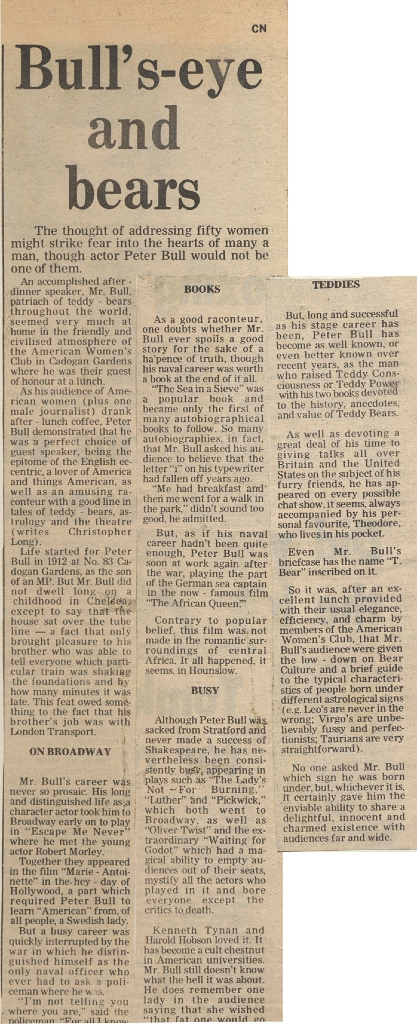 CN
Bull's-eye
and
bears
The thought of addressing fifty women
might strike fear into the hearts of many a
man, though actor Peter Bull would not be
one of them.
An accomplished after-
dinner speaker, Mr. Bull,
patriach of teddy - bears
throughout the world,
seemed very much at
home in the friendly and
civilised atmosphere of
the American Women's
Club in Cadogan Gardens
where he was their guest
of honour at a lunch.
As his audience of Ame-
rican women (plus one
male journalist) drank
after - lunch coffee, Peter
Bull demonstrated that he
was a perfect choice of
guest speaker, being the
epitome of the English ec-
centric, a lover of America
and things American, as
well as an amusing ra-
conteur with a good line in
tales of teddy - bears, as-
trology and the theatre
(writes Christopher
Long).
Life started for Peter
Bull in 1912 at No. 83 Ca-
dogan Gardens, as the son
of an MP. But Mr. Bull did
not dwell long on a
childhood in Chelsea,
except to say that the
house sat over the tube
line — a fact that only
brought pleasure to his
brother who was able to
tell everyone which parti-
cular train was shaking
the foundations and by
how many minutes it was
late. This feat owed some-
thing to the fact that his
brother's job was with
London Transport.
ON BROADWAY
Mr. Bull's career was
never so prosaic. His long
and distinguished life as a
character actor took him to
Broadway early on to play
in "Escape Me Never"
where he met the young
actor Robert Morley.
Together they appeared
in the film "Marie - Antoi-
nette" in the hey - day of
Hollywood, a part which
required Peter Bull to
learn "American" from, of
all people, a Swedish lady.
But a busy career was
quickly interrupted by the
war in which he distin-
guished himself as the
only naval officer who
ever had to ask a poli-
ceman where he was.
"I'm not telling you
where you are," said the
policeman. "For all I know
BOOKS
As a good raconteur,
one doubts whether Mr.
Bull ever spoils a good
story for the sake of a
ha'pence of truth, though
his naval career was worth
a book at the end of it all.
"The Sea in a Sieve" was
a popular book and
became only the first of
many autobiographical
books to follow. So many
autobiographies, in fact,
that Mr. Bull asked his au-
dience to believe that the
letter "i" on his typewriter
had fallen off years ago.
"Me had breakfast and
then me went for a walk in
the park," didn't sound too
good, he admitted.
But, as if his naval
career hadn't been quite
enough, Peter Bull was
soon at work again after
the war, playing the part
of the German sea captain
in the now - famous film
"The African Queen."
Contrary to popular
belief, this film was not
made in the romantic sur-
roundings of central
Africa. It all happened, it
seems, in Hounslow.
BUSY
Although Peter Bull was
sacked from Stratford and
never made a success of
Shakespeare, he has ne-
vertheless been consi-
stently busy, appearing in
plays such as "The Lady's
Not - For Burning,"
"Luther" and "Pickwick,"
which both went to
Broadway, as well as
"Oliver Twist" and the ex-
traordinary "Waiting for
Godot" which had a ma-
gical ability to empty au-
diences out of their seats,
mystify all the actors who
played in it and bore
everyone except the
critics to death.
Kenneth Tynan and
Harold Hobson loved it. It
has become a cult chestnut
in American universities.
Mr. Bull still doesn't know
what the hell it was about.
He does remember one
lady in the audience
saying that she wished
"that fat one would go
TEDDIES
But, long and successful
as his stage career has
been, Peter Bull has
become as well known, or
even better known over
recent years, as the man
who raised Teddy Cons-
ciousness or Teddy Power
with his two books devoted
to the history, anecdotes,
and value of Teddy Bears.
As well as devoting a
great deal of his time to
giving talks all over
Britain and the United
States on the subject of his
furry friends, he has ap-
peared on every possible
chat show, it seems, always
accompanied by his per-
sonal favourite, Theodore,
who lives in his pocket.
Even Mr. Bull's
briefcase has the name "T.
Bear" inscribed on it.
So it was, after an ex-
cellent lunch provided
with their usual elegance,
efficiency, and charm by
members of the American
Women's Club, that Mr.
Bull's audience were given
the low - down on Bear
Culture and a brief guide
to the typical characteri-
stics of people born under
different astrological signs
(e.g. Leo's are never in the
wrong; Virgo's are unbe-
lievably fussy and perfec-
tionists; Taurians are very
straightforward).
No one asked Mr. Bull
which sign he was born
under, but, whichever it is,
it certainly gave him the
enviable ability to share a
delightful, innocent and
charmed existence with
audiences far and wide.